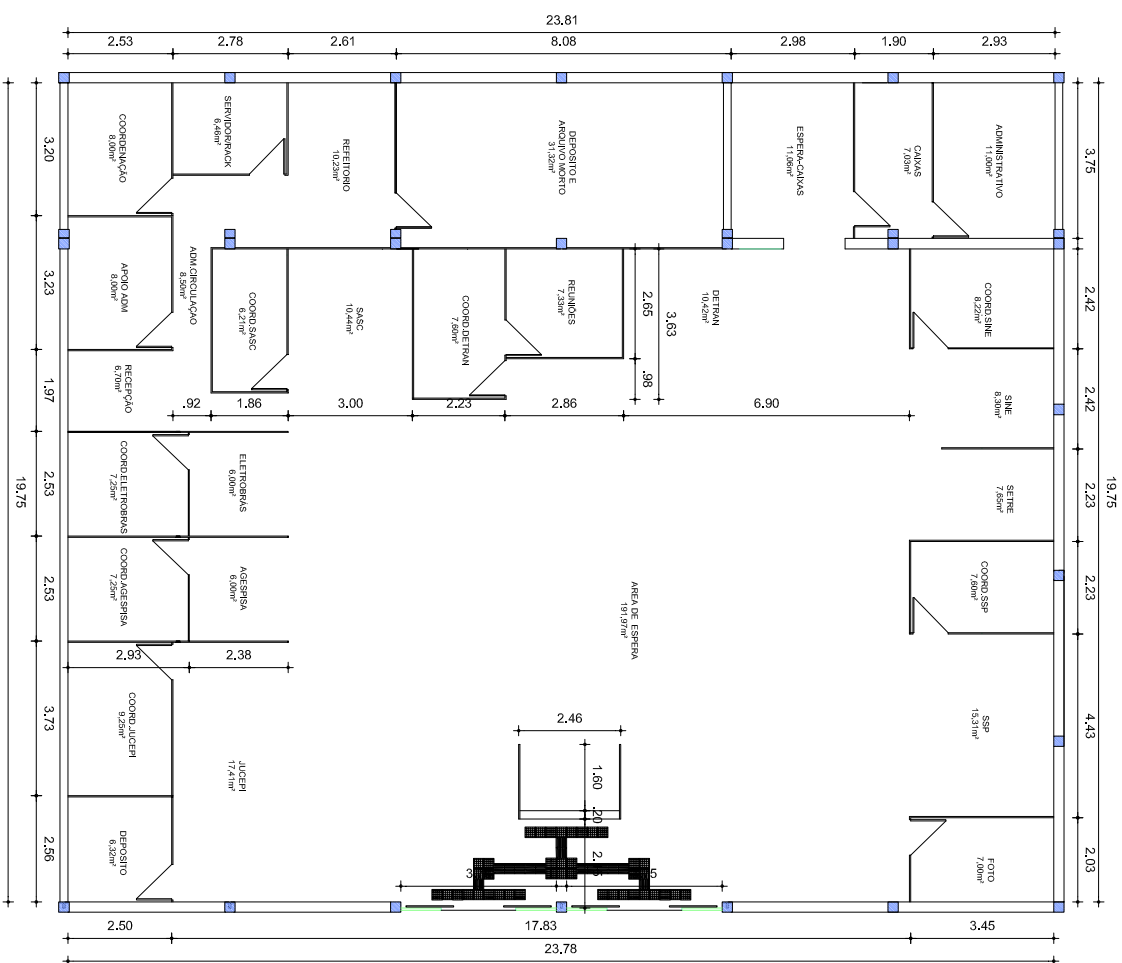 23.81
2.53
2.78
2.61
8.08
2.98
1.90
2.93
COORDENAÇÃO
8,00m²
SERVIDOR/RACK
6,46m²
REFEITORIO
10,23m²
DEPOSITO E
ARQUIVO MORTO
31,32m²
ESPERA-CAIXAS
11,06m²
CAIXAS
7,03m²
ADMINISTRATIVO
11,00m²
3.20
3.23
1.97
2.53
2.53
3.73
2.56
19.75
3.75
2.42
2.42
2.23
2.23
4.43
2.03
19.75
APOIO ADM
8,00m²
ADM.CIRCULAÇAO
8,50m²
COORD.SASC
6,21m²
SASC
10,44m²
COORD.DETRAN
7,60m²
REUNIÕES
7,33m²
2.65
3.63
.98
DETRAN
10,42m²
COORD.SINE
8,22m²
RECEPÇÃO
6,70m²
.92
1.86
3.00
2.23
2.86
6.90
SINE
8,30m²
COORD.ELETROBRAS
7,25m²
ELETROBRÁS
6,00m²
SETRE
7,65m²
COORD.AGESPISA
7,25m²
AGESPISA
6,00m²
AREA DE ESPERA
191,97m²
COORD.SSP
7,60m²
2.93
2.38
COORD.JUCEPI
9,25m²
JUCEPI
17,41m²
SSP
15,31m²
2.46
1.60
.20
DEPOSITO
6,32m²
FOTO
7,00m²
2.50
17.83
3.45
23.78